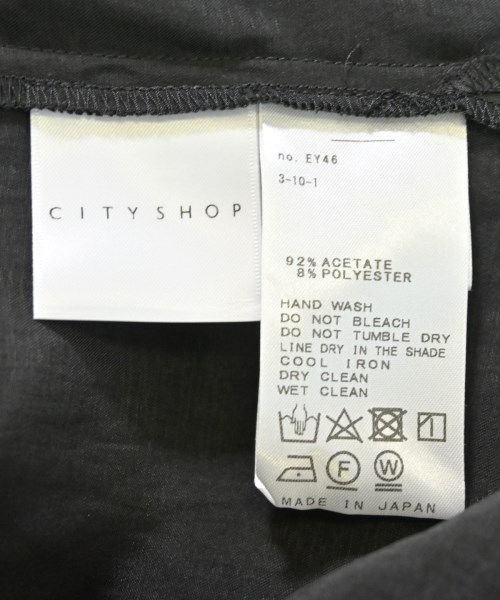 CITYSHOP
no. EY46
3-10-1
92% ACETATE
8% POLYESTER
HAND WASH
DO NOT BLEACH
DO NOT TUMBLE DRY
LINE DRY IN THE SHADE
COOL IRON
DRY CLEAN
WET CLEAN
F W
MADE IN JAPAN